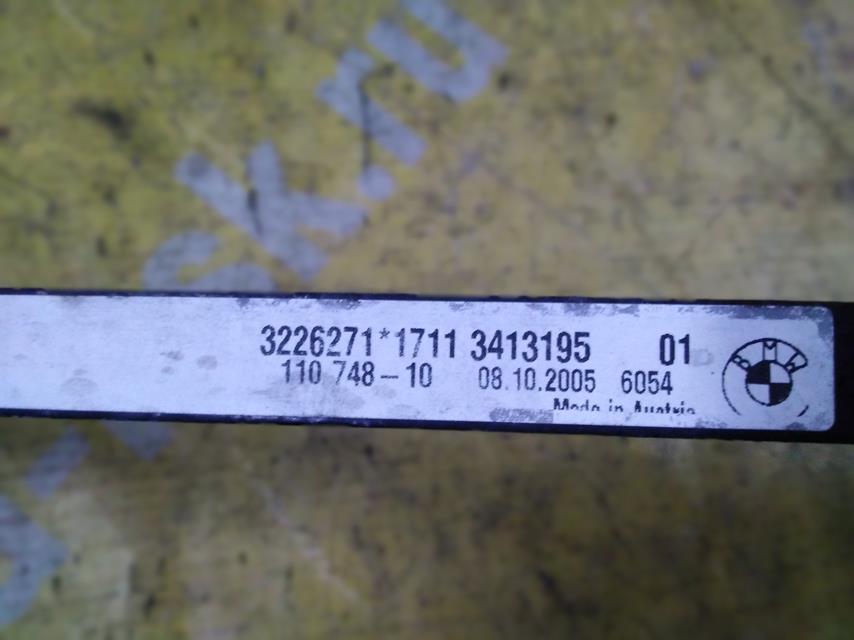 3226271*1711 3413195 01
110 748-10 08.10.2005 6054
Made in Austria
BMW